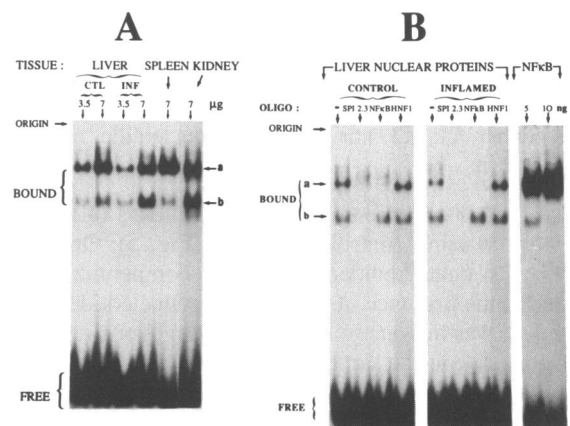 A
TISSUE : LIVER SPLEEN KIDNEY
CTL INF
3.5 7 3.5 7 7 7 μg
ORIGIN
a
BOUND
b
FREE
B
LIVER NUCLEAR PROTEINS NFκB
CONTROL INFLAMED
OLIGO : – SPI 2.3 NFκB HNF1 – SPI 2.3 NFkB HNF1 5 10 ng
ORIGIN
a
BOUND
b
FREE